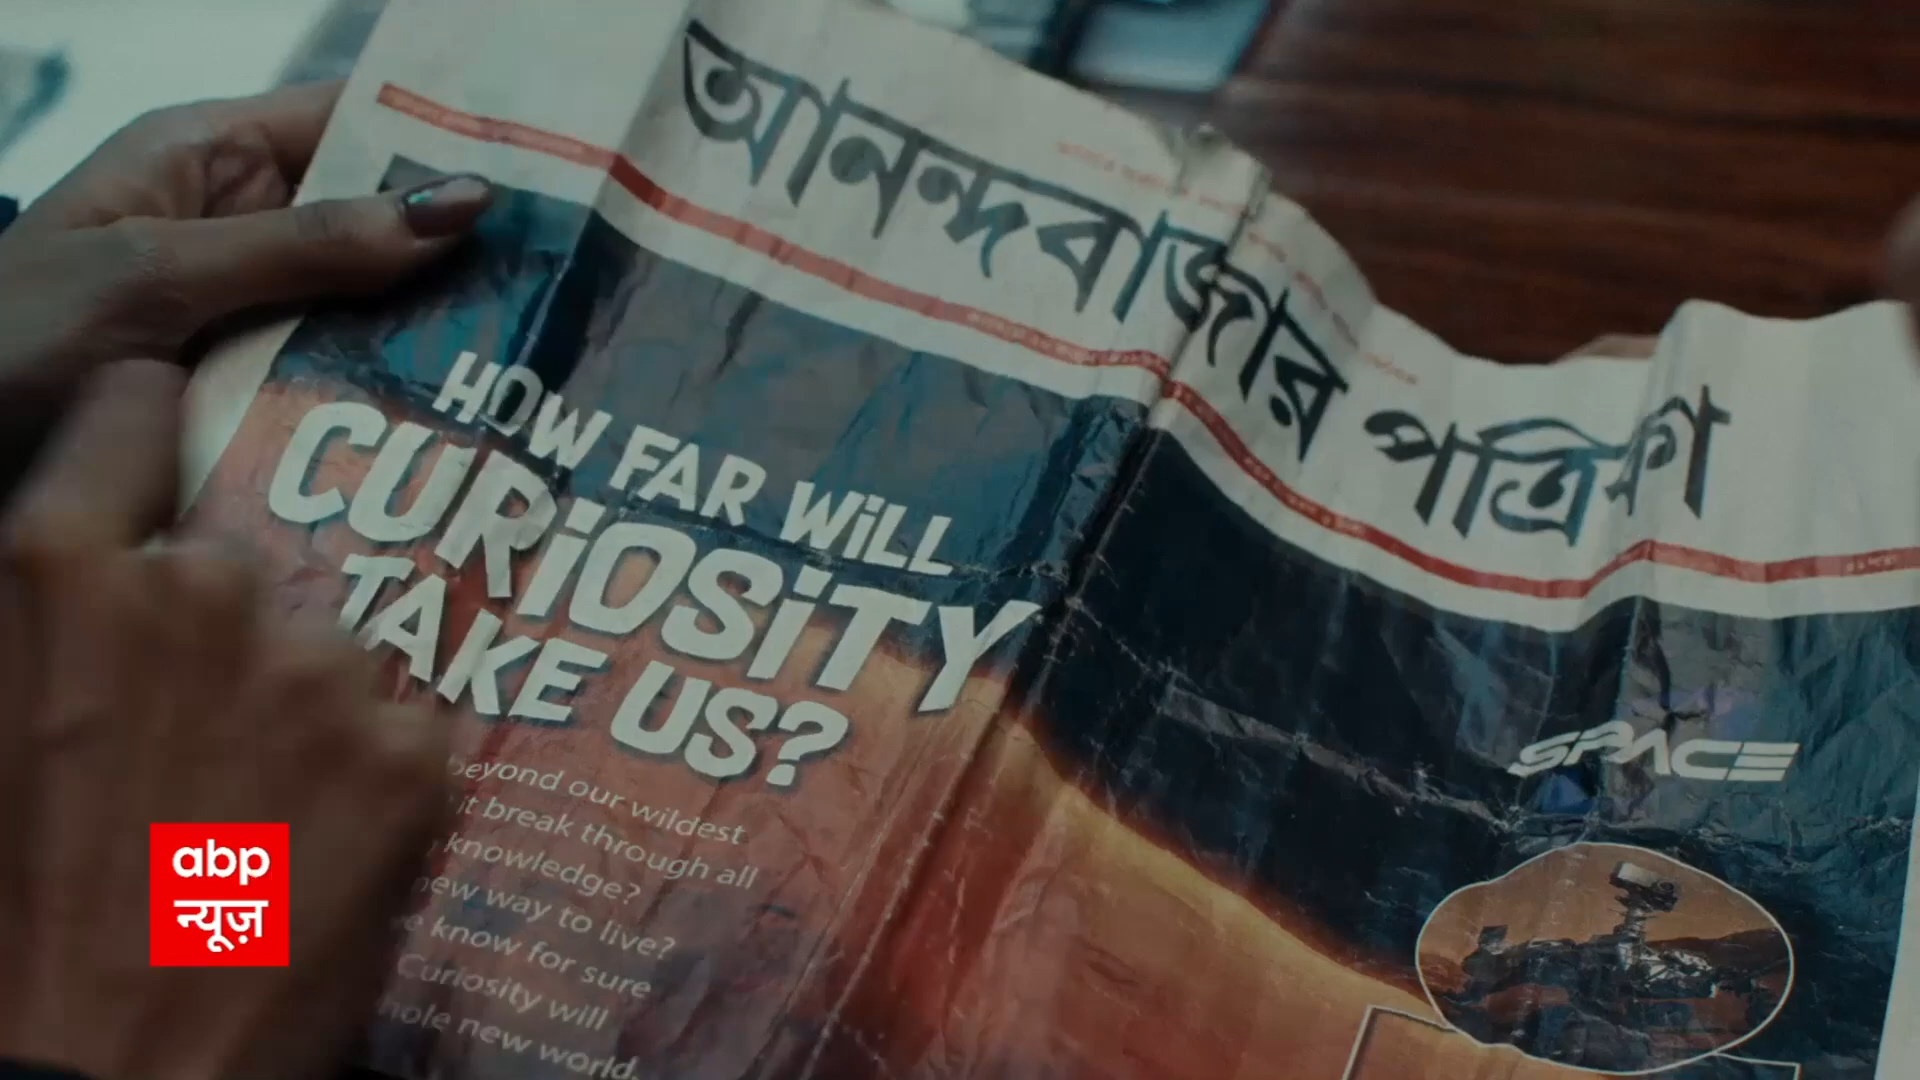 আনন্দবাজার পত্রিকা
HOW FAR WiLL
CURiOSiTY
TAKE US?
beyond our wildest
it break through all
knowledge?
new way to live?
know for sure
Curiosity will
new world.
SPACE
abp
न्यूज़